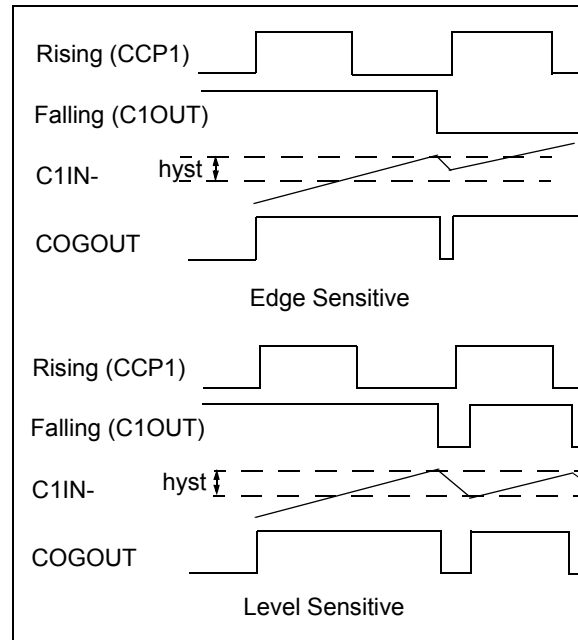 Rising (CCP1)
Falling (C1OUT)
hyst
C1IN-
COGOUT
Edge Sensitive
Rising (CCP1)
Falling (C1OUT)
C1IN-
hyst
COGOUT
Level Sensitive